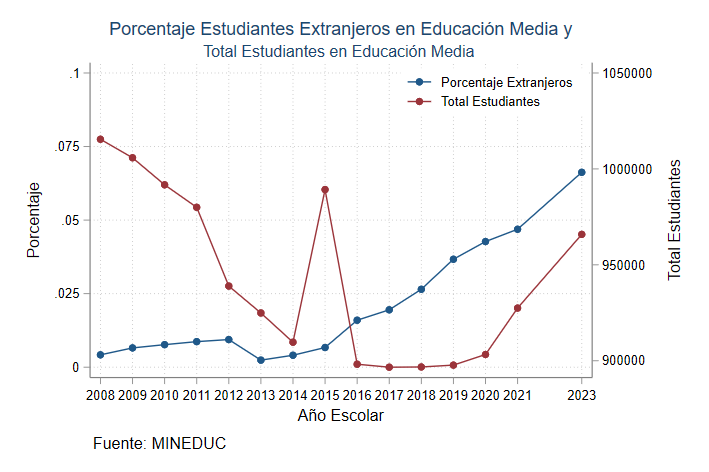 Porcentaje Estudiantes Extranjeros en Educación Media y
Total Estudiantes en Educación Media
Porcentaje Extranjeros
Total Estudiantes
Porcentaje
.1
.075
.05
.025
0
1050000
1000000
950000
900000
Total Estudiantes
2008 2009 2010 2011 2012 2013 2014 2015 2016 2017 2018 2019 2020 2021 2023
Año Escolar
Fuente: MINEDUC